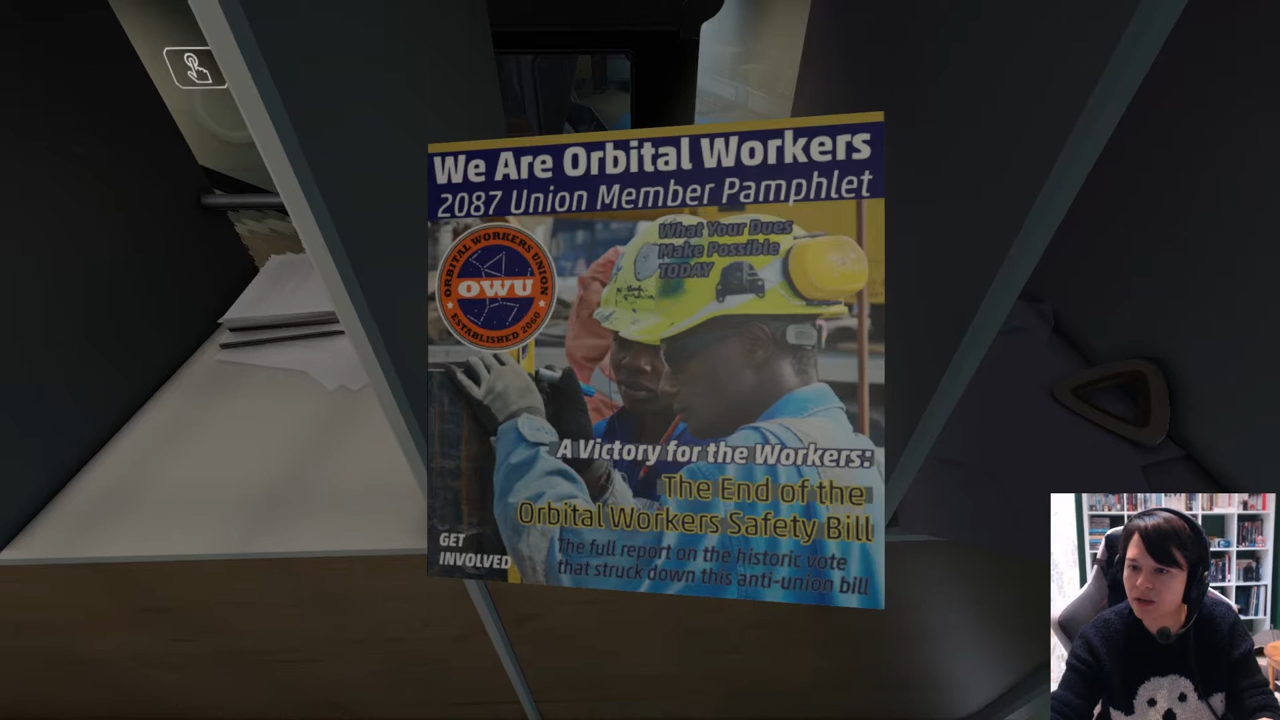 We Are Orbital Workers
2087 Union Member Pamphlet
What Your Dues
Make Possible
TODAY
ORBITAL WORKERS UNION
OWU
ESTABLISHED 2060
A Victory for the Workers:
The End of the
Orbital Workers Safety Bill
GET
INVOLVED
The full report on the historic vote
that struck down this anti-union bill